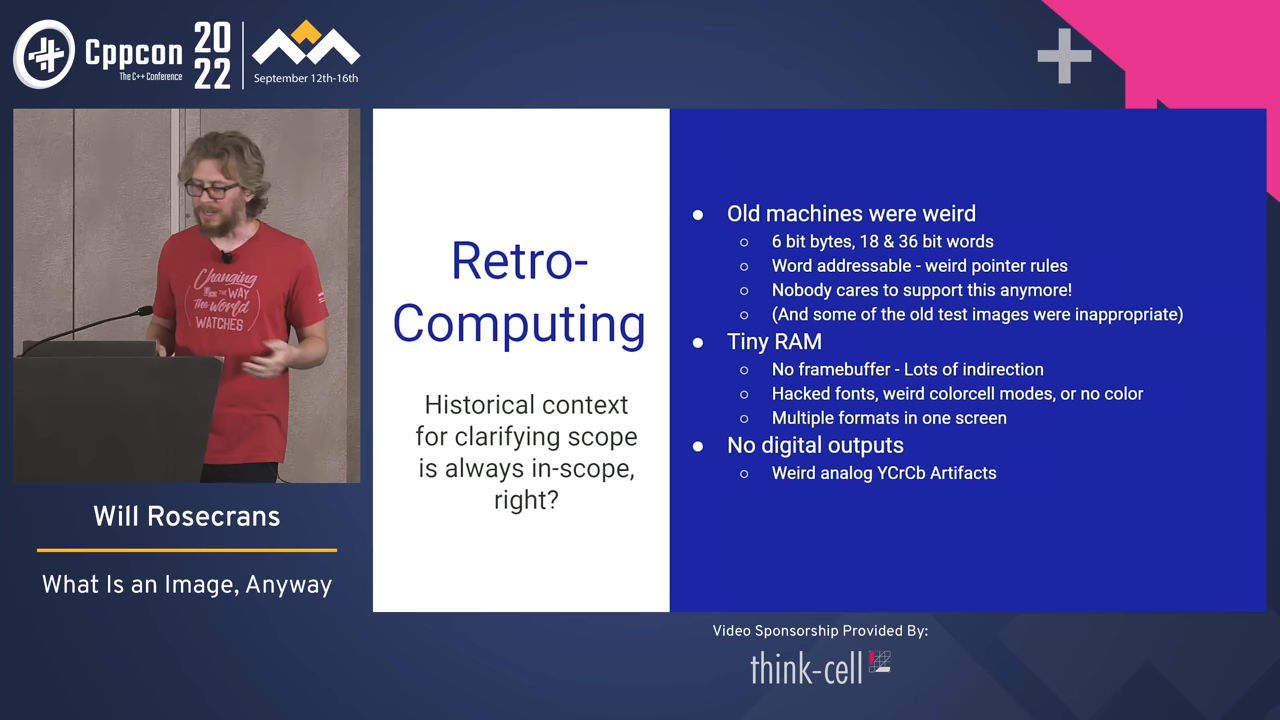 Cppcon
The C++ Conference
20
22
September 12th-16th
Changing
THE WAY
The World
WATCHES
Will Rosecrans
What Is an Image, Anyway
Retro-
Computing
Historical context
for clarifying scope
is always in-scope,
right?
● Old machines were weird
○ 6 bit bytes, 18 & 36 bit words
○ Word addressable - weird pointer rules
○ Nobody cares to support this anymore!
○ (And some of the old test images were inappropriate)
● Tiny RAM
○ No framebuffer - Lots of indirection
○ Hacked fonts, weird colorcell modes, or no color
○ Multiple formats in one screen
● No digital outputs
○ Weird analog YCrCb Artifacts
Video Sponsorship Provided By:
think-cell